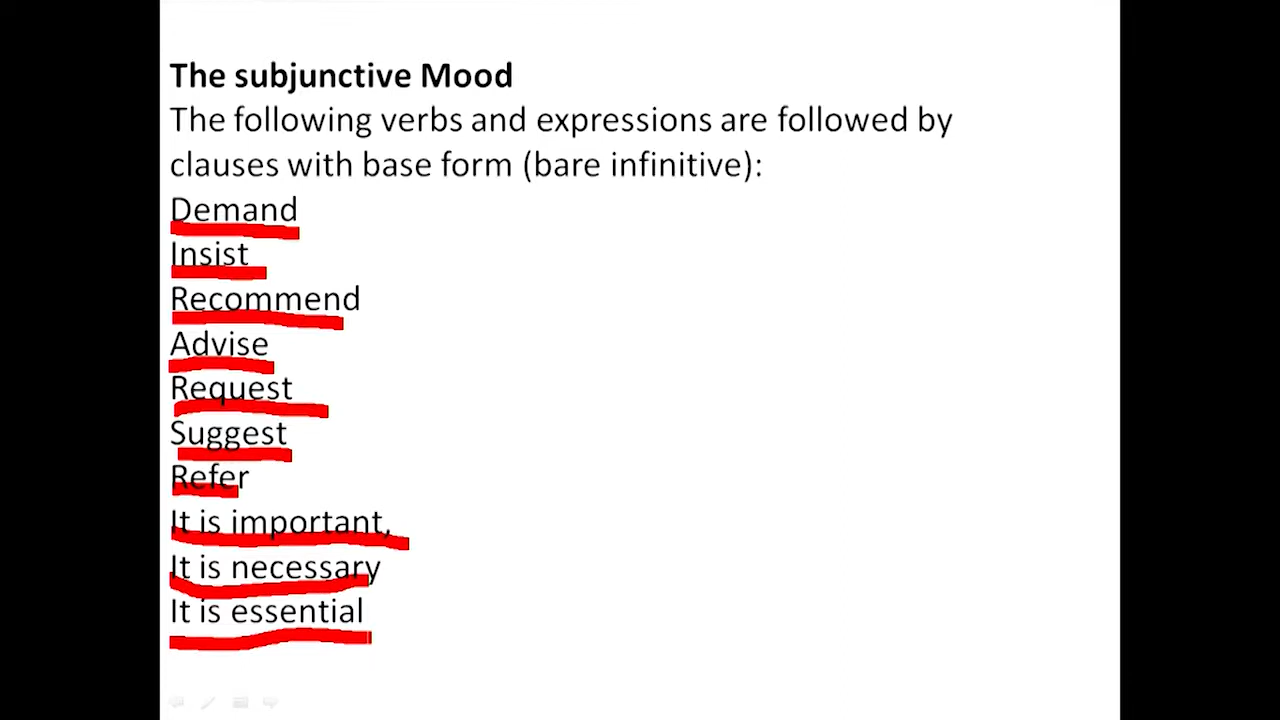 The subjunctive Mood
The following verbs and expressions are followed by
clauses with base form (bare infinitive):
Demand
Insist
Recommend
Advise
Request
Suggest
Refer
It is important,
It is necessary
It is essential